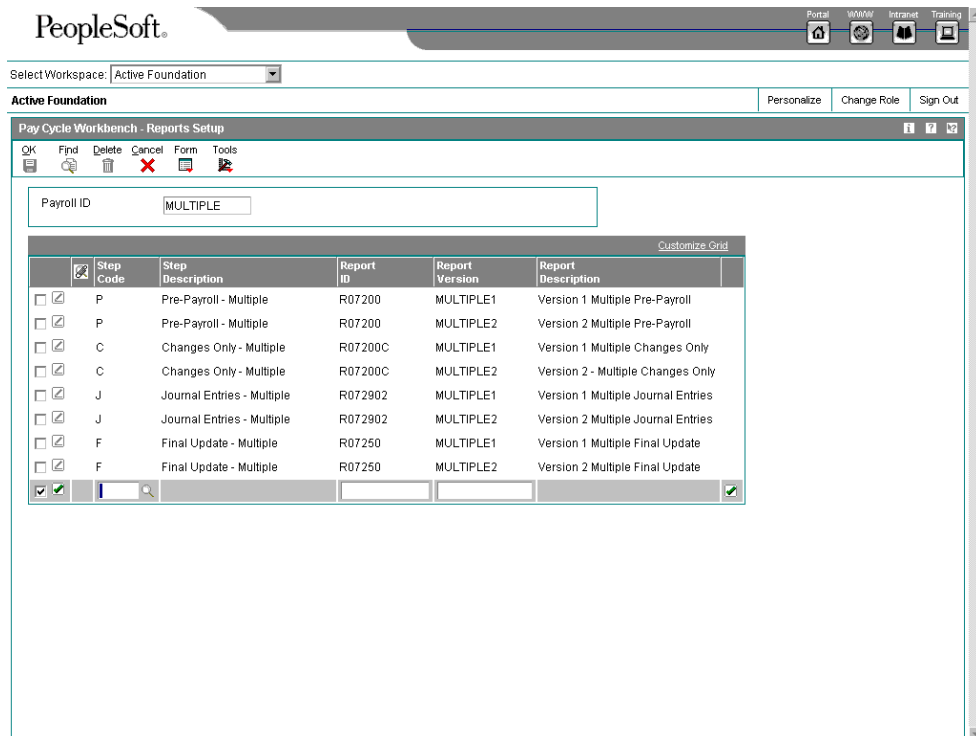 PeopleSoft.
Portal WWW Intranet Training
Select Workspace: Active Foundation
Active Foundation Personalize Change Role Sign Out
Pay Cycle Workbench - Reports Setup
OK Find Delete Cancel Form Tools
Payroll ID MULTIPLE
Customize Grid
Step Code Step Description Report ID Report Version Report Description
P Pre-Payroll - Multiple R07200 MULTIPLE1 Version 1 Multiple Pre-Payroll
P Pre-Payroll - Multiple R07200 MULTIPLE2 Version 2 Multiple Pre-Payroll
C Changes Only - Multiple R07200C MULTIPLE1 Version 1 Multiple Changes Only
C Changes Only - Multiple R07200C MULTIPLE2 Version 2 - Multiple Changes Only
J Journal Entries - Multiple R072902 MULTIPLE1 Version 1 Multiple Journal Entries
J Journal Entries - Multiple R072902 MULTIPLE2 Version 2 Multiple Journal Entries
F Final Update - Multiple R07250 MULTIPLE1 Version 1 Multiple Final Update
F Final Update - Multiple R07250 MULTIPLE2 Version 2 Multiple Final Update